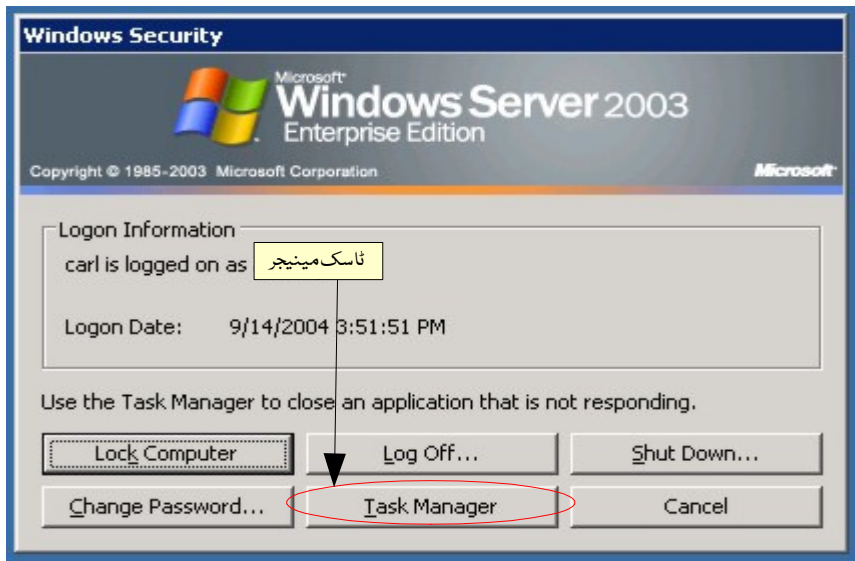 Windows Security
Microsoft
Windows Server 2003
Enterprise Edition
Copyright © 1985-2003 Microsoft Corporation
Microsoft
Logon Information
carl is logged on as
ٹاسک مینیجر
Logon Date: 9/14/2004 3:51:51 PM
Use the Task Manager to close an application that is not responding.
Lock Computer
Log Off...
Shut Down...
Change Password...
Task Manager
Cancel